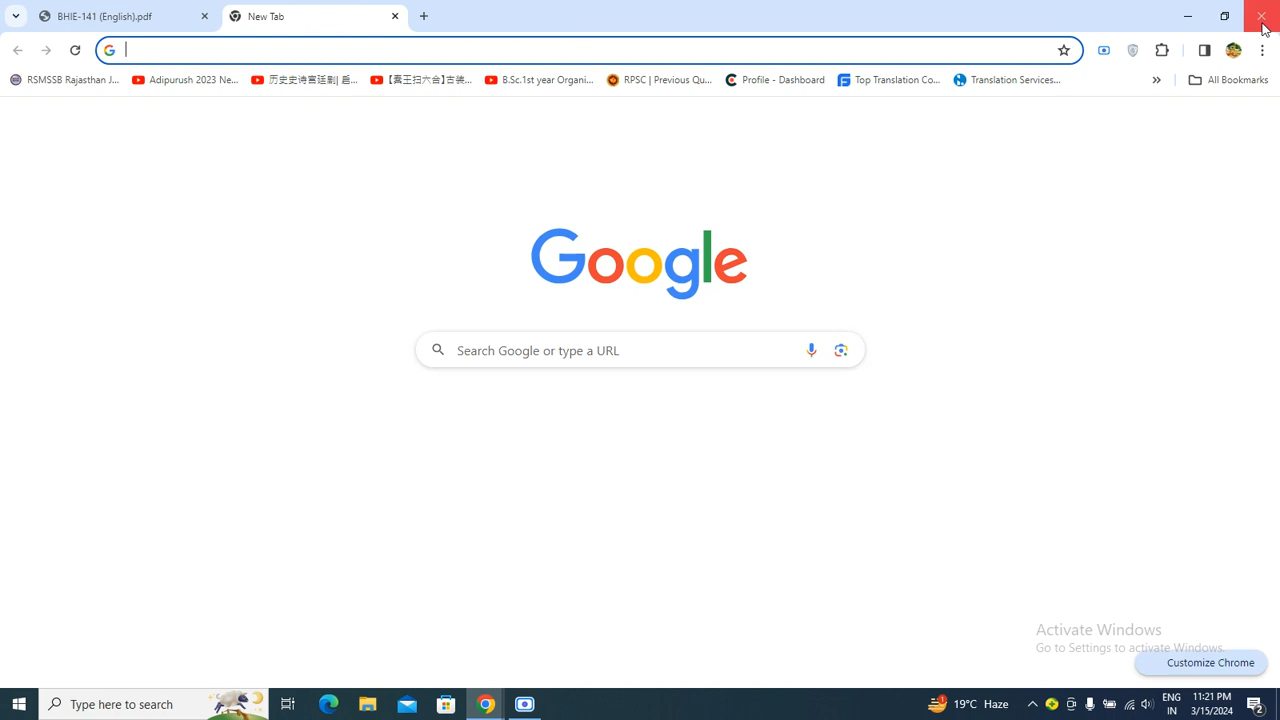 BHIE-141 (English).pdf
New Tab
RSMSSB Rajasthan J...
Adipurush 2023 Ne...
B.Sc.1st year Organi...
RPSC | Previous Qu...
Profile - Dashboard
Top Translation Co...
Translation Services...
All Bookmarks
Google
Search Google or type a URL
Activate Windows
Go to Settings to activate Windows.
Customize Chrome
Type here to search
19°C Haze
ENG
IN
11:21 PM
3/15/2024
2